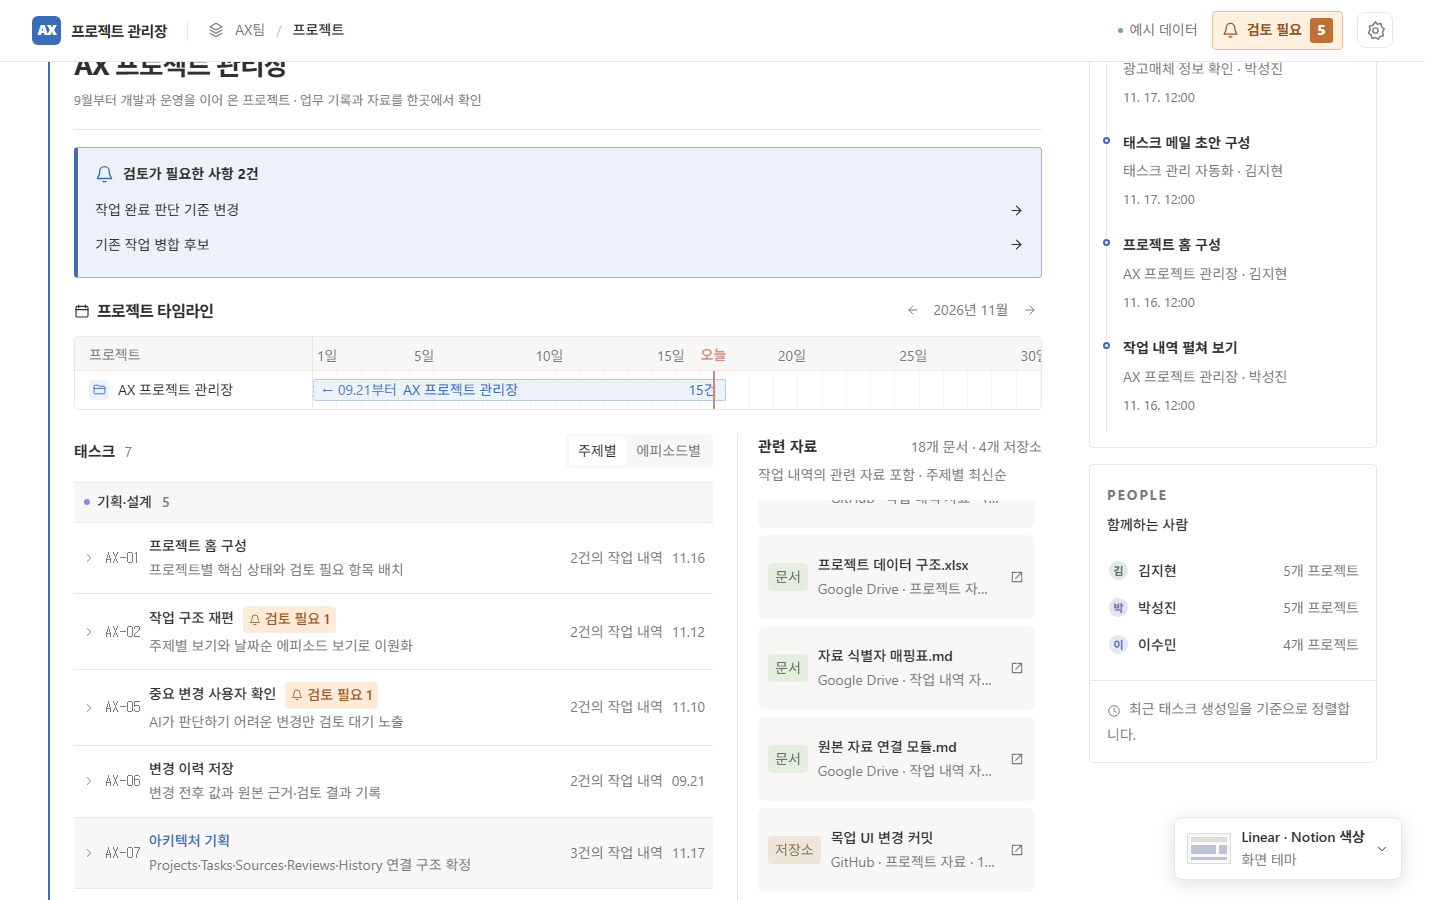 AX 프로젝트 관리장
AX팀 / 프로젝트
예시 데이터
검토 필요 5
AX 프로젝트 관리장
9월부터 개발과 운영을 이어 온 프로젝트 · 업무 기록과 자료를 한곳에서 확인
검토가 필요한 사항 2건
작업 완료 판단 기준 변경
기존 작업 병합 후보
프로젝트 타임라인
2026년 11월
프로젝트 1일 5일 10일 15일 오늘 20일 25일 30일
AX 프로젝트 관리장
← 09.21부터 AX 프로젝트 관리장 15건
태스크 7
주제별 에피소드별
기획·설계 5
AX-01 프로젝트 홈 구성
프로젝트별 핵심 상태와 검토 필요 항목 배치
2건의 작업 내역 11.16
AX-02 작업 구조 재편 검토 필요 1
주제별 보기와 날짜순 에피소드 보기로 이원화
2건의 작업 내역 11.12
AX-05 중요 변경 사용자 확인 검토 필요 1
AI가 판단하기 어려운 변경만 검토 대기 노출
2건의 작업 내역 11.10
AX-06 변경 이력 저장
변경 전후 값과 원본 근거·검토 결과 기록
2건의 작업 내역 09.21
AX-07 아키텍처 기획
Projects·Tasks·Sources·Reviews·History 연결 구조 확정
3건의 작업 내역 11.17
관련 자료
18개 문서 · 4개 저장소
작업 내역의 관련 자료 포함 · 주제별 최신순
GitHub · 작업 내역 자료 · 1...
문서 프로젝트 데이터 구조.xlsx
Google Drive · 프로젝트 자...
문서 자료 식별자 매핑표.md
Google Drive · 작업 내역 자...
문서 원본 자료 연결 모듈.md
Google Drive · 작업 내역 자...
저장소 목업 UI 변경 커밋
GitHub · 프로젝트 자료 · 1...
광고매체 정보 확인 · 박성진
11. 17. 12:00
태스크 메일 초안 구성
태스크 관리 자동화 · 김지현
11. 17. 12:00
프로젝트 홈 구성
AX 프로젝트 관리장 · 김지현
11. 16. 12:00
작업 내역 펼쳐 보기
AX 프로젝트 관리장 · 박성진
11. 16. 12:00
PEOPLE
함께하는 사람
김 김지현 5개 프로젝트
박 박성진 5개 프로젝트
이 이수민 4개 프로젝트
최근 태스크 생성일을 기준으로 정렬합
니다.
Linear · Notion 색상
화면 테마